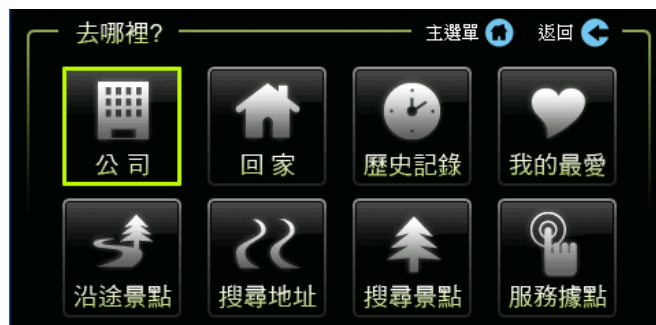 去哪裡? 主選單 返回
公司 回家 歷史記錄 我的最愛
沿途景點 搜尋地址 搜尋景點 服務據點